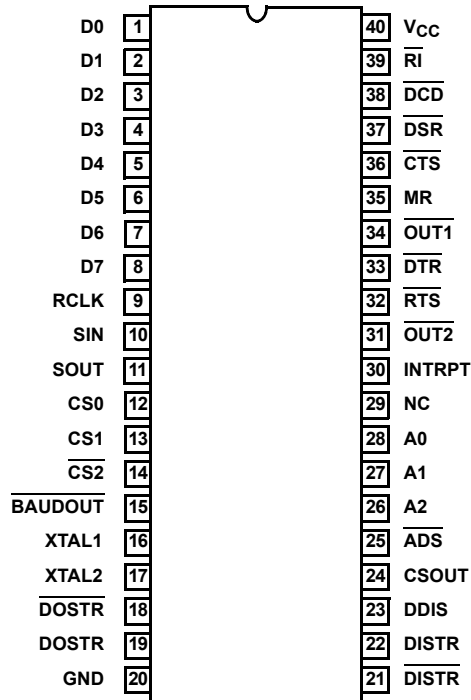 D0 1 40 VCC
D1 2 39 RI
D2 3 38 DCD
D3 4 37 DSR
D4 5 36 CTS
D5 6 35 MR
D6 7 34 OUT1
D7 8 33 DTR
RCLK 9 32 RTS
SIN 10 31 OUT2
SOUT 11 30 INTRPT
CS0 12 29 NC
CS1 13 28 A0
CS2 14 27 A1
BAUDOUT 15 26 A2
XTAL1 16 25 ADS
XTAL2 17 24 CSOUT
DOSTR 18 23 DDIS
DOSTR 19 22 DISTR
GND 20 21 DISTR